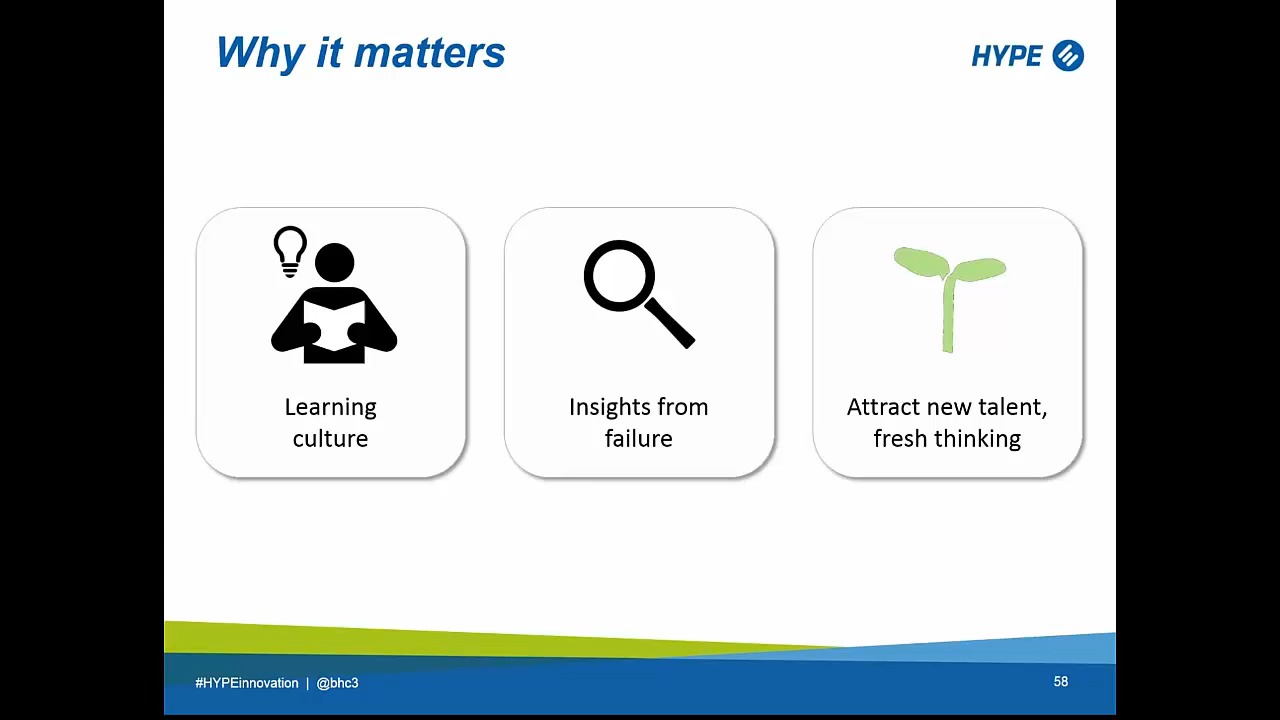 Why it matters
HYPE
Learning
culture
Insights from
failure
Attract new talent,
fresh thinking
#HYPEinnovation | @bhc3
58